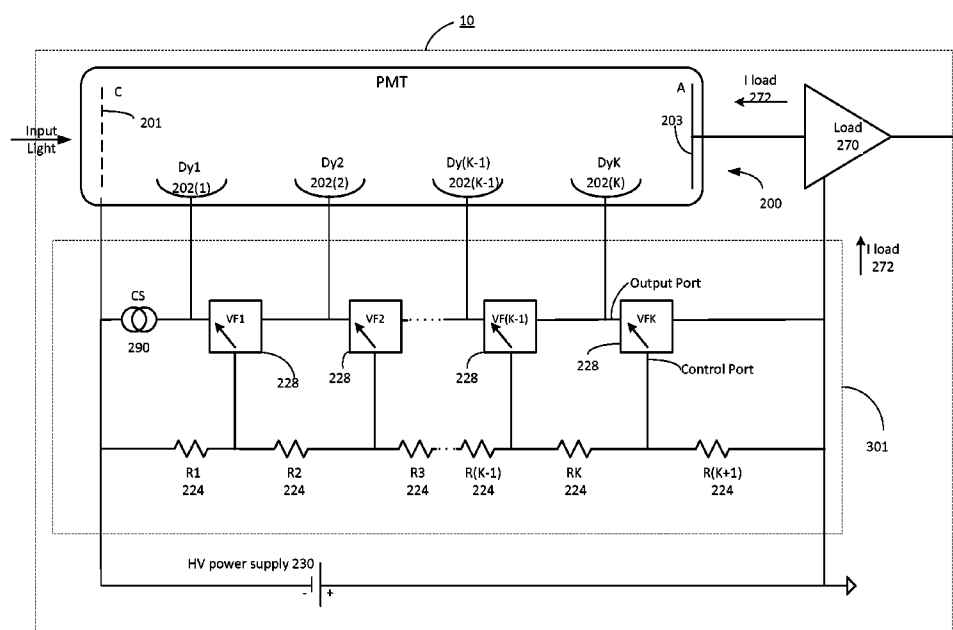 10
PMT
C
A
I load
272
201
203
Load
270
Input
Light
Dy1
202(1)
Dy2
202(2)
Dy(K-1)
202(K-1)
DyK
202(K)
200
I load
272
CS
290
Output Port
VF1
VF2
VF(K-1)
VFK
228
228
228
228
Control Port
301
R1
224
R2
224
R3
224
R(K-1)
224
RK
224
R(K+1)
224
HV power supply 230
- +